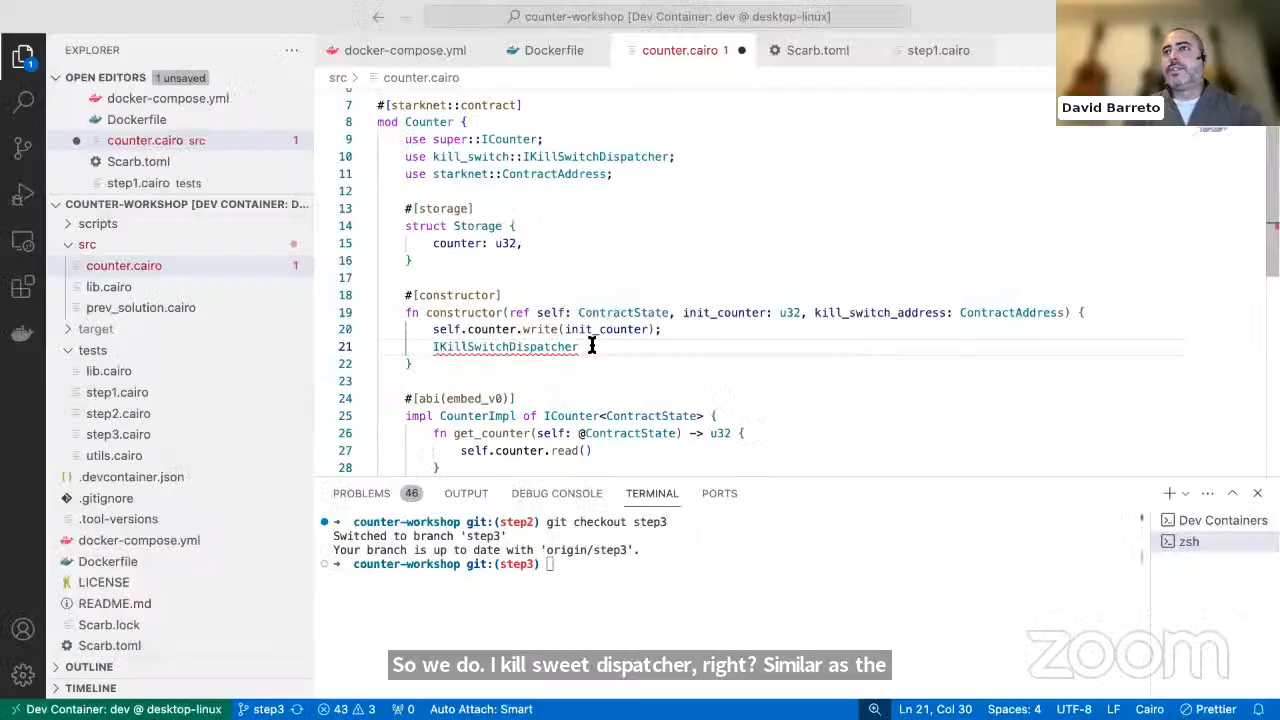 counter-workshop [Dev Container: dev @ desktop-linux]
EXPLORER
docker-compose.yml
Dockerfile
counter.cairo 1
Scarb.toml
step1.cairo
David Barreto
OPEN EDITORS 1 unsaved
docker-compose.yml
Dockerfile
counter.cairo src 1
Scarb.toml
step1.cairo tests
COUNTER-WORKSHOP [DEV CONTAINER: D...
scripts
src
counter.cairo 1
lib.cairo
prev_solution.cairo
target
tests
lib.cairo
step1.cairo
step2.cairo
step3.cairo
utils.cairo
.devcontainer.json
.gitignore
.tool-versions
docker-compose.yml
Dockerfile
LICENSE
README.md
Scarb.lock
Scarb.toml
OUTLINE
TIMELINE
src > counter.cairo
7 #[starknet::contract]
8 mod Counter {
9 use super::ICounter;
10 use kill_switch::IKillSwitchDispatcher;
11 use starknet::ContractAddress;
12
13 #[storage]
14 struct Storage {
15 counter: u32,
16 }
17
18 #[constructor]
19 fn constructor(ref self: ContractState, init_counter: u32, kill_switch_address: ContractAddress) {
20 self.counter.write(init_counter);
21 IKillSwitchDispatcher
22 }
23
24 #[abi(embed_v0)]
25 impl CounterImpl of ICounter<ContractState> {
26 fn get_counter(self: @ContractState) -> u32 {
27 self.counter.read()
28 }
PROBLEMS 46 OUTPUT DEBUG CONSOLE TERMINAL PORTS
➜ counter-workshop git:(step2) git checkout step3
Switched to branch 'step3'
Your branch is up to date with 'origin/step3'.
➜ counter-workshop git:(step3)
Dev Containers
zsh
zoom
So we do. I kill sweet dispatcher, right? Similar as the
1
Dev Container: dev @ desktop-linux step3 43 3 0 Auto Attach: Smart Ln 21, Col 30 Spaces: 4 UTF-8 LF Cairo Prettier